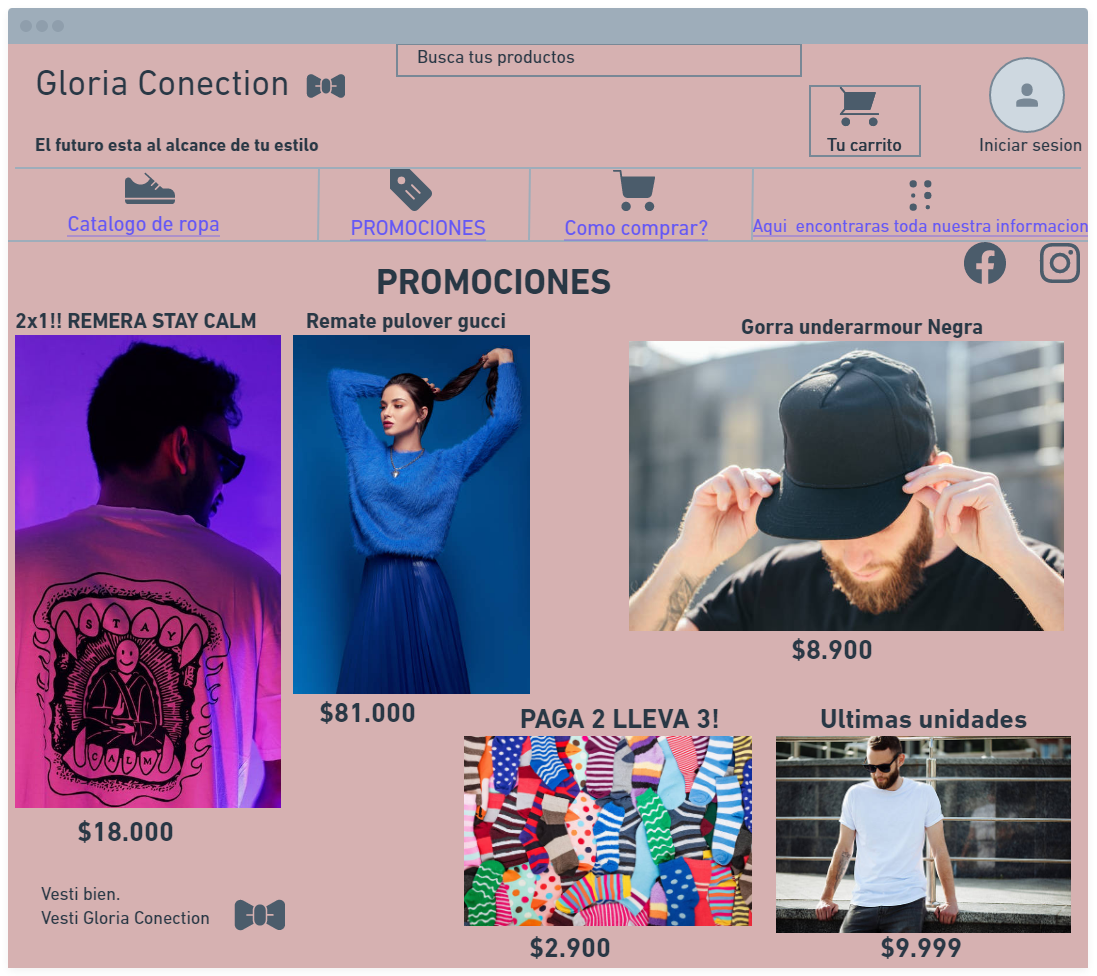 Busca tus productos
Gloria Conection
El futuro esta al alcance de tu estilo
Tu carrito
Iniciar sesion
Catalogo de ropa
PROMOCIONES
Como comprar?
Aqui encontraras toda nuestra informacion
PROMOCIONES
2x1!! REMERA STAY CALM
Remate pulover gucci
Gorra underarmour Negra
STAY
CALM
$8.900
$81.000
PAGA 2 LLEVA 3!
Ultimas unidades
$18.000
Vesti bien.
Vesti Gloria Conection
$2.900
$9.999